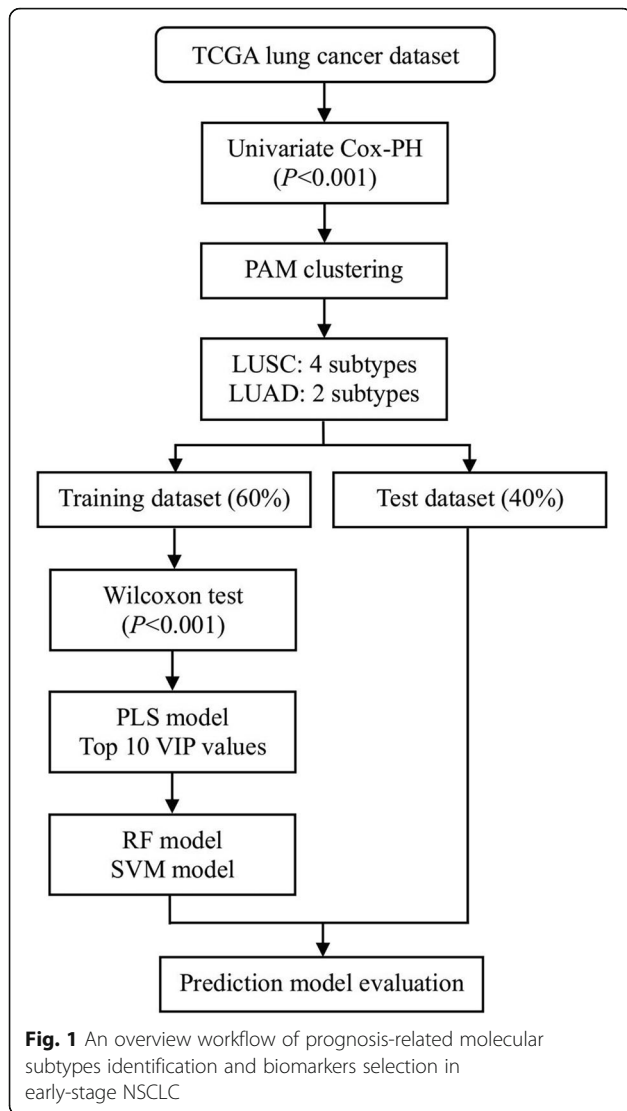 TCGA lung cancer dataset
Univariate Cox-PH
(P<0.001)
PAM clustering
LUSC: 4 subtypes
LUAD: 2 subtypes
Training dataset (60%)
Test dataset (40%)
Wilcoxon test
(P<0.001)
PLS model
Top 10 VIP values
RF model
SVM model
Prediction model evaluation
Fig. 1 An overview workflow of prognosis-related molecular
subtypes identification and biomarkers selection in
early-stage NSCLC